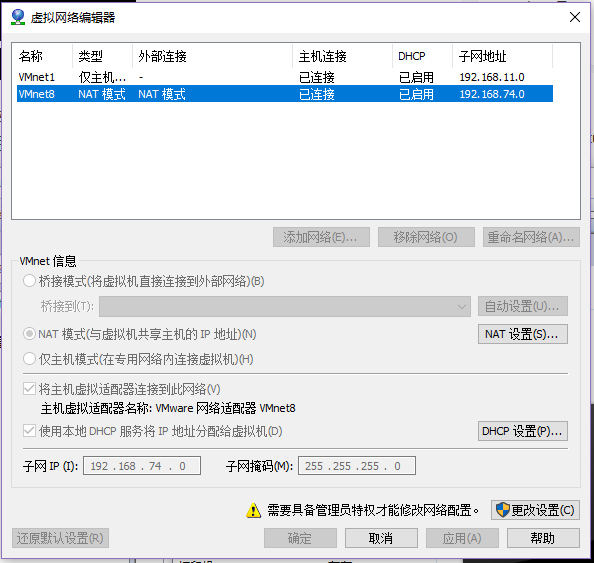 虚拟网络编辑器
名称 类型 外部连接 主机连接 DHCP 子网地址
VMnet1 仅主机... - 已连接 已启用 192.168.11.0
VMnet8 NAT 模式 NAT 模式 已连接 已启用 192.168.74.0
添加网络(E)... 移除网络(O) 重命名网络(A)...
VMnet 信息
桥接模式(将虚拟机直接连接到外部网络)(B)
桥接到(T): 自动设置(U)...
NAT 模式(与虚拟机共享主机的 IP 地址)(N) NAT 设置(S)...
仅主机模式(在专用网络内连接虚拟机)(H)
将主机虚拟适配器连接到此网络(V)
主机虚拟适配器名称: VMware 网络适配器 VMnet8
使用本地 DHCP 服务将 IP 地址分配给虚拟机(D) DHCP 设置(P)...
子网 IP (I): 192 . 168 . 74 . 0 子网掩码(M): 255 . 255 . 255 . 0
需要具备管理员特权才能修改网络配置。 更改设置(C)
还原默认设置(R) 确定 取消 应用(A) 帮助